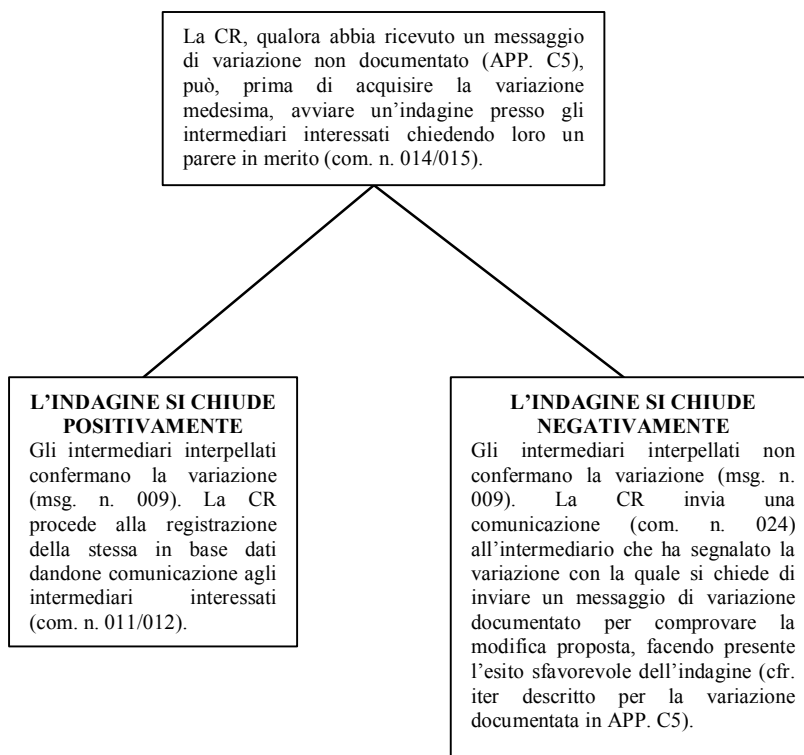 La CR, qualora abbia ricevuto un messaggio
di variazione non documentato (APP. C5),
può, prima di acquisire la variazione
medesima, avviare un’indagine presso gli
intermediari interessati chiedendo loro un
parere in merito (com. n. 014/015).
L’INDAGINE SI CHIUDE
POSITIVAMENTE
Gli intermediari interpellati
confermano la variazione
(msg. n. 009). La CR
procede alla registrazione
della stessa in base dati
dandone comunicazione agli
intermediari interessati
(com. n. 011/012).
L’INDAGINE SI CHIUDE
NEGATIVAMENTE
Gli intermediari interpellati non
confermano la variazione (msg. n.
009). La CR invia una
comunicazione (com. n. 024)
all’intermediario che ha segnalato la
variazione con la quale si chiede di
inviare un messaggio di variazione
documentato per comprovare la
modifica proposta, facendo presente
l’esito sfavorevole dell’indagine (cfr.
iter descritto per la variazione
documentata in APP. C5).